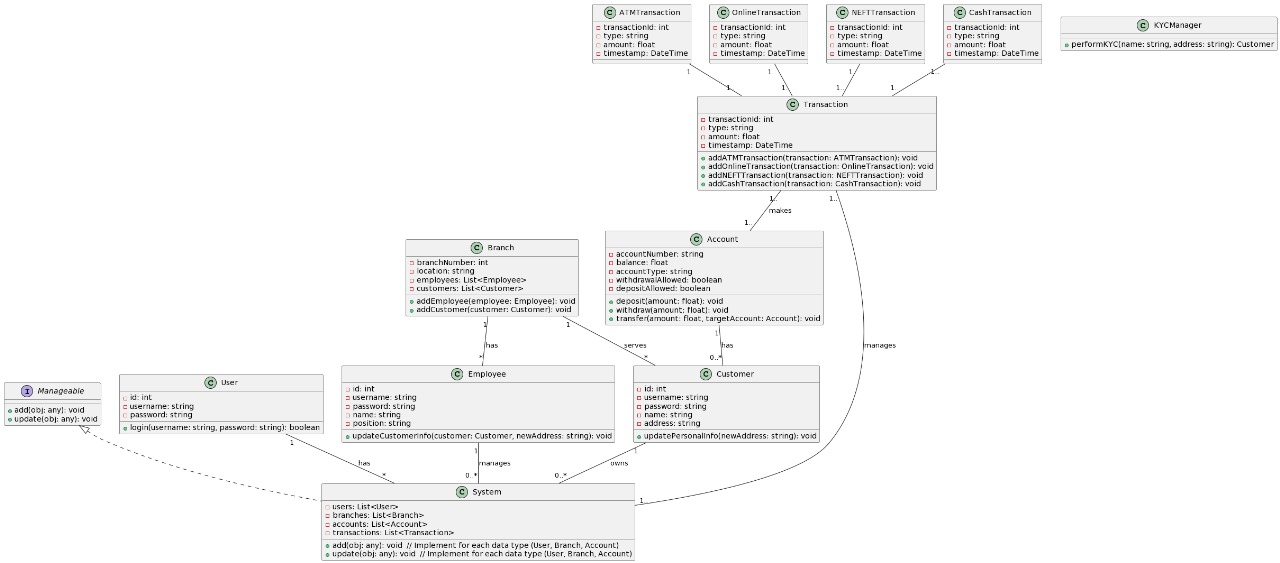 C ATMTransaction
transactionId: int
type: string
amount: float
timestamp: DateTime
C OnlineTransaction
transactionId: int
type: string
amount: float
timestamp: DateTime
C NEFTTransaction
transactionId: int
type: string
amount: float
timestamp: DateTime
C CashTransaction
transactionId: int
type: string
amount: float
timestamp: DateTime
C KYCManager
performKYC(name: string, address: string): Customer
1
1
1..
1..
1..
1..
1..
1..
C Transaction
transactionId: int
type: string
amount: float
timestamp: DateTime
addATMTransaction(transaction: ATMTransaction): void
addOnlineTransaction(transaction: OnlineTransaction): void
addNEFTTransaction(transaction: NEFTTransaction): void
addCashTransaction(transaction: CashTransaction): void
1..
1..
makes
1..
C Branch
branchNumber: int
location: string
employees: List<Employee>
customers: List<Customer>
addEmployee(employee: Employee): void
addCustomer(customer: Customer): void
C Account
accountNumber: string
balance: float
accountType: string
withdrawalAllowed: boolean
depositAllowed: boolean
deposit(amount: float): void
withdraw(amount: float): void
transfer(amount: float, targetAccount: Account): void
1
1
1
has
serves
has
manages
*
*
0..*
I Manageable
add(obj: any): void
update(obj: any): void
C User
id: int
username: string
password: string
login(username: string, password: string): boolean
C Employee
id: int
username: string
password: string
name: string
position: string
updateCustomerInfo(customer: Customer, newAddress: string): void
C Customer
id: int
username: string
password: string
name: string
address: string
updatePersonalInfo(newAddress: string): void
1
1
1
has
manages
owns
*
0..*
0..*
1..
C System
users: List<User>
branches: List<Branch>
accounts: List<Account>
transactions: List<Transaction>
add(obj: any): void // Implement for each data type (User, Branch, Account)
update(obj: any): void // Implement for each data type (User, Branch, Account)